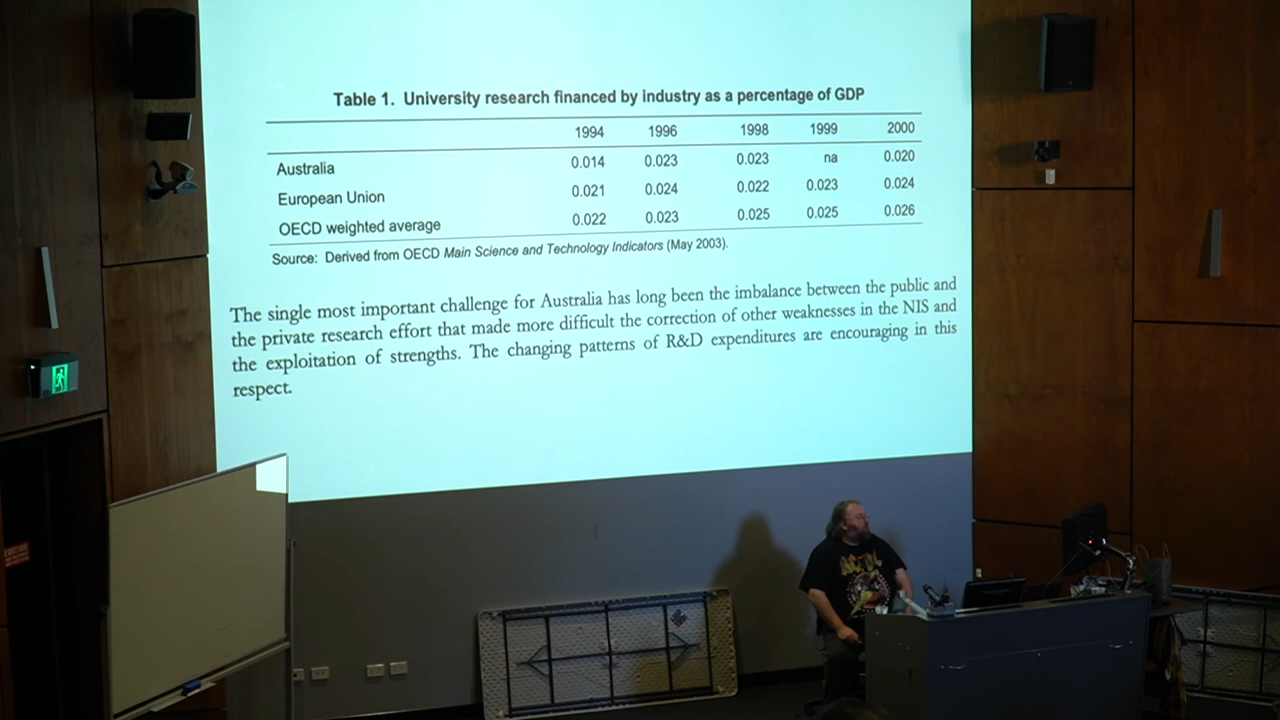 Table 1. University research financed by industry as a percentage of GDP
1994 1996 1998 1999 2000
Australia 0.014 0.023 0.023 na 0.020
European Union 0.021 0.024 0.022 0.023 0.024
OECD weighted average 0.022 0.023 0.025 0.025 0.026
Source: Derived from OECD Main Science and Technology Indicators (May 2003).
The single most important challenge for Australia has long been the imbalance between the public and
the private research effort that made more difficult the correction of other weaknesses in the NIS and
the exploitation of strengths. The changing patterns of R&D expenditures are encouraging in this
respect.